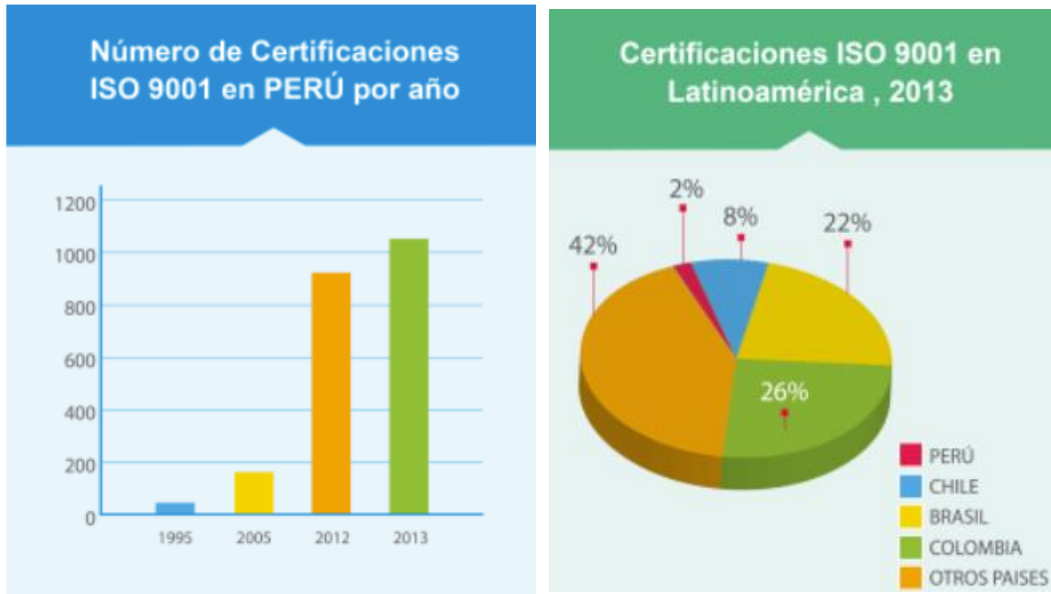 Número de Certificaciones
ISO 9001 en PERÚ por año
1200
1000
800
600
400
200
0
1995 2005 2012 2013
Certificaciones ISO 9001 en
Latinoamérica , 2013
2%
8%
22%
42%
26%
PERÚ
CHILE
BRASIL
COLOMBIA
OTROS PAISES